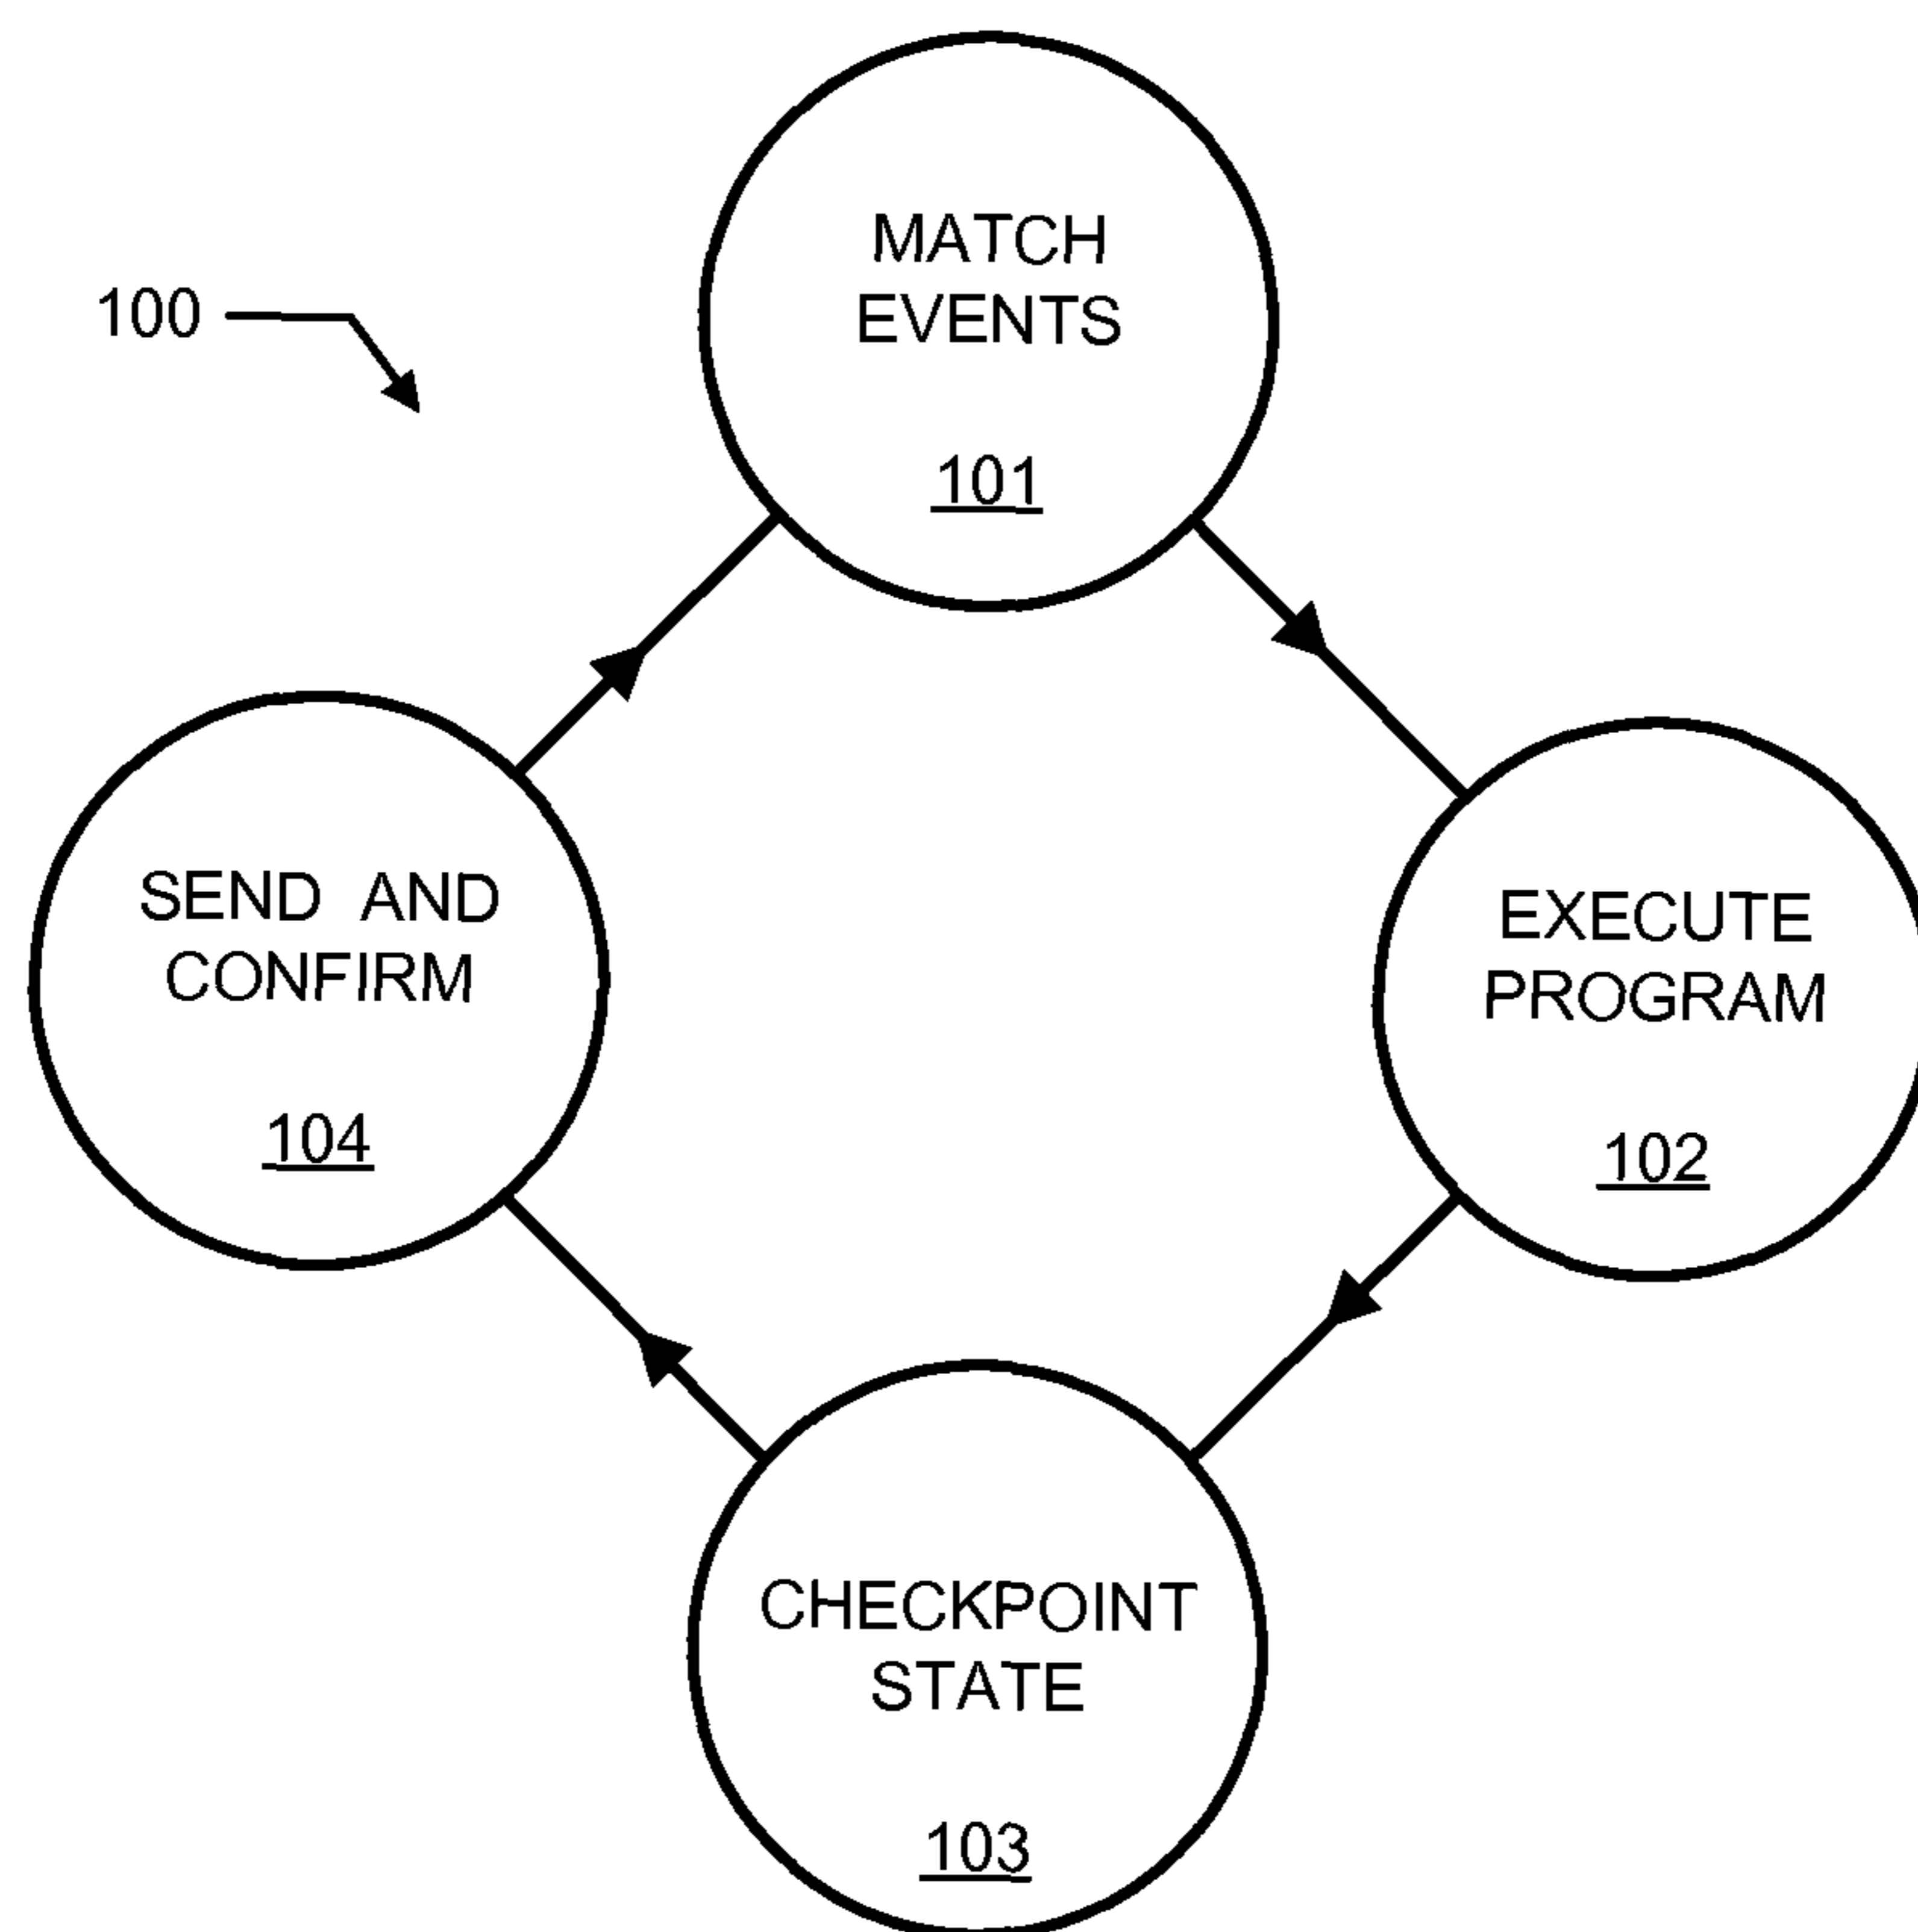 MATCH
EVENTS
101
100
SEND AND
CONFIRM
104
EXECUTE
PROGRAM
102
CHECKPOINT
STATE
103